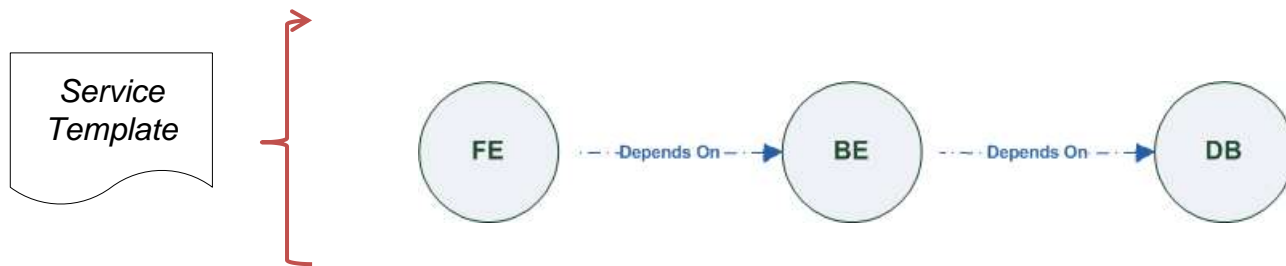 Service
Template
FE
Depends On
BE
Depends On
DB